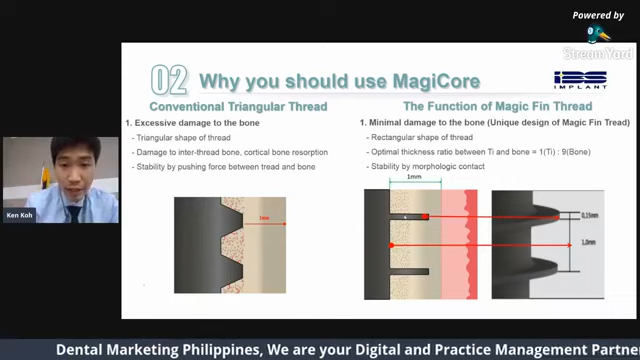 Powered by
StreamYard
02 Why you should use MagiCore
IBS
IMPLANT
Conventional Triangular Thread
1. Excessive damage to the bone
- Triangular shape of thread
- Damage to inter-thread bone, cortical bone resorption
- Stability by pushing force between tread and bone
1mm
The Function of Magic Fin Thread
1. Minimal damage to the bone (Unique design of Magic Fin Tread)
- Rectangular shape of thread
- Optimal thickness ratio between Ti and bone = 1(Ti) : 9(Bone)
- Stability by morphologic contact
1mm
0,15mm
1,0mm
Ken Koh
Dental Marketing Philippines, We are your Digital and Practice Management Partner